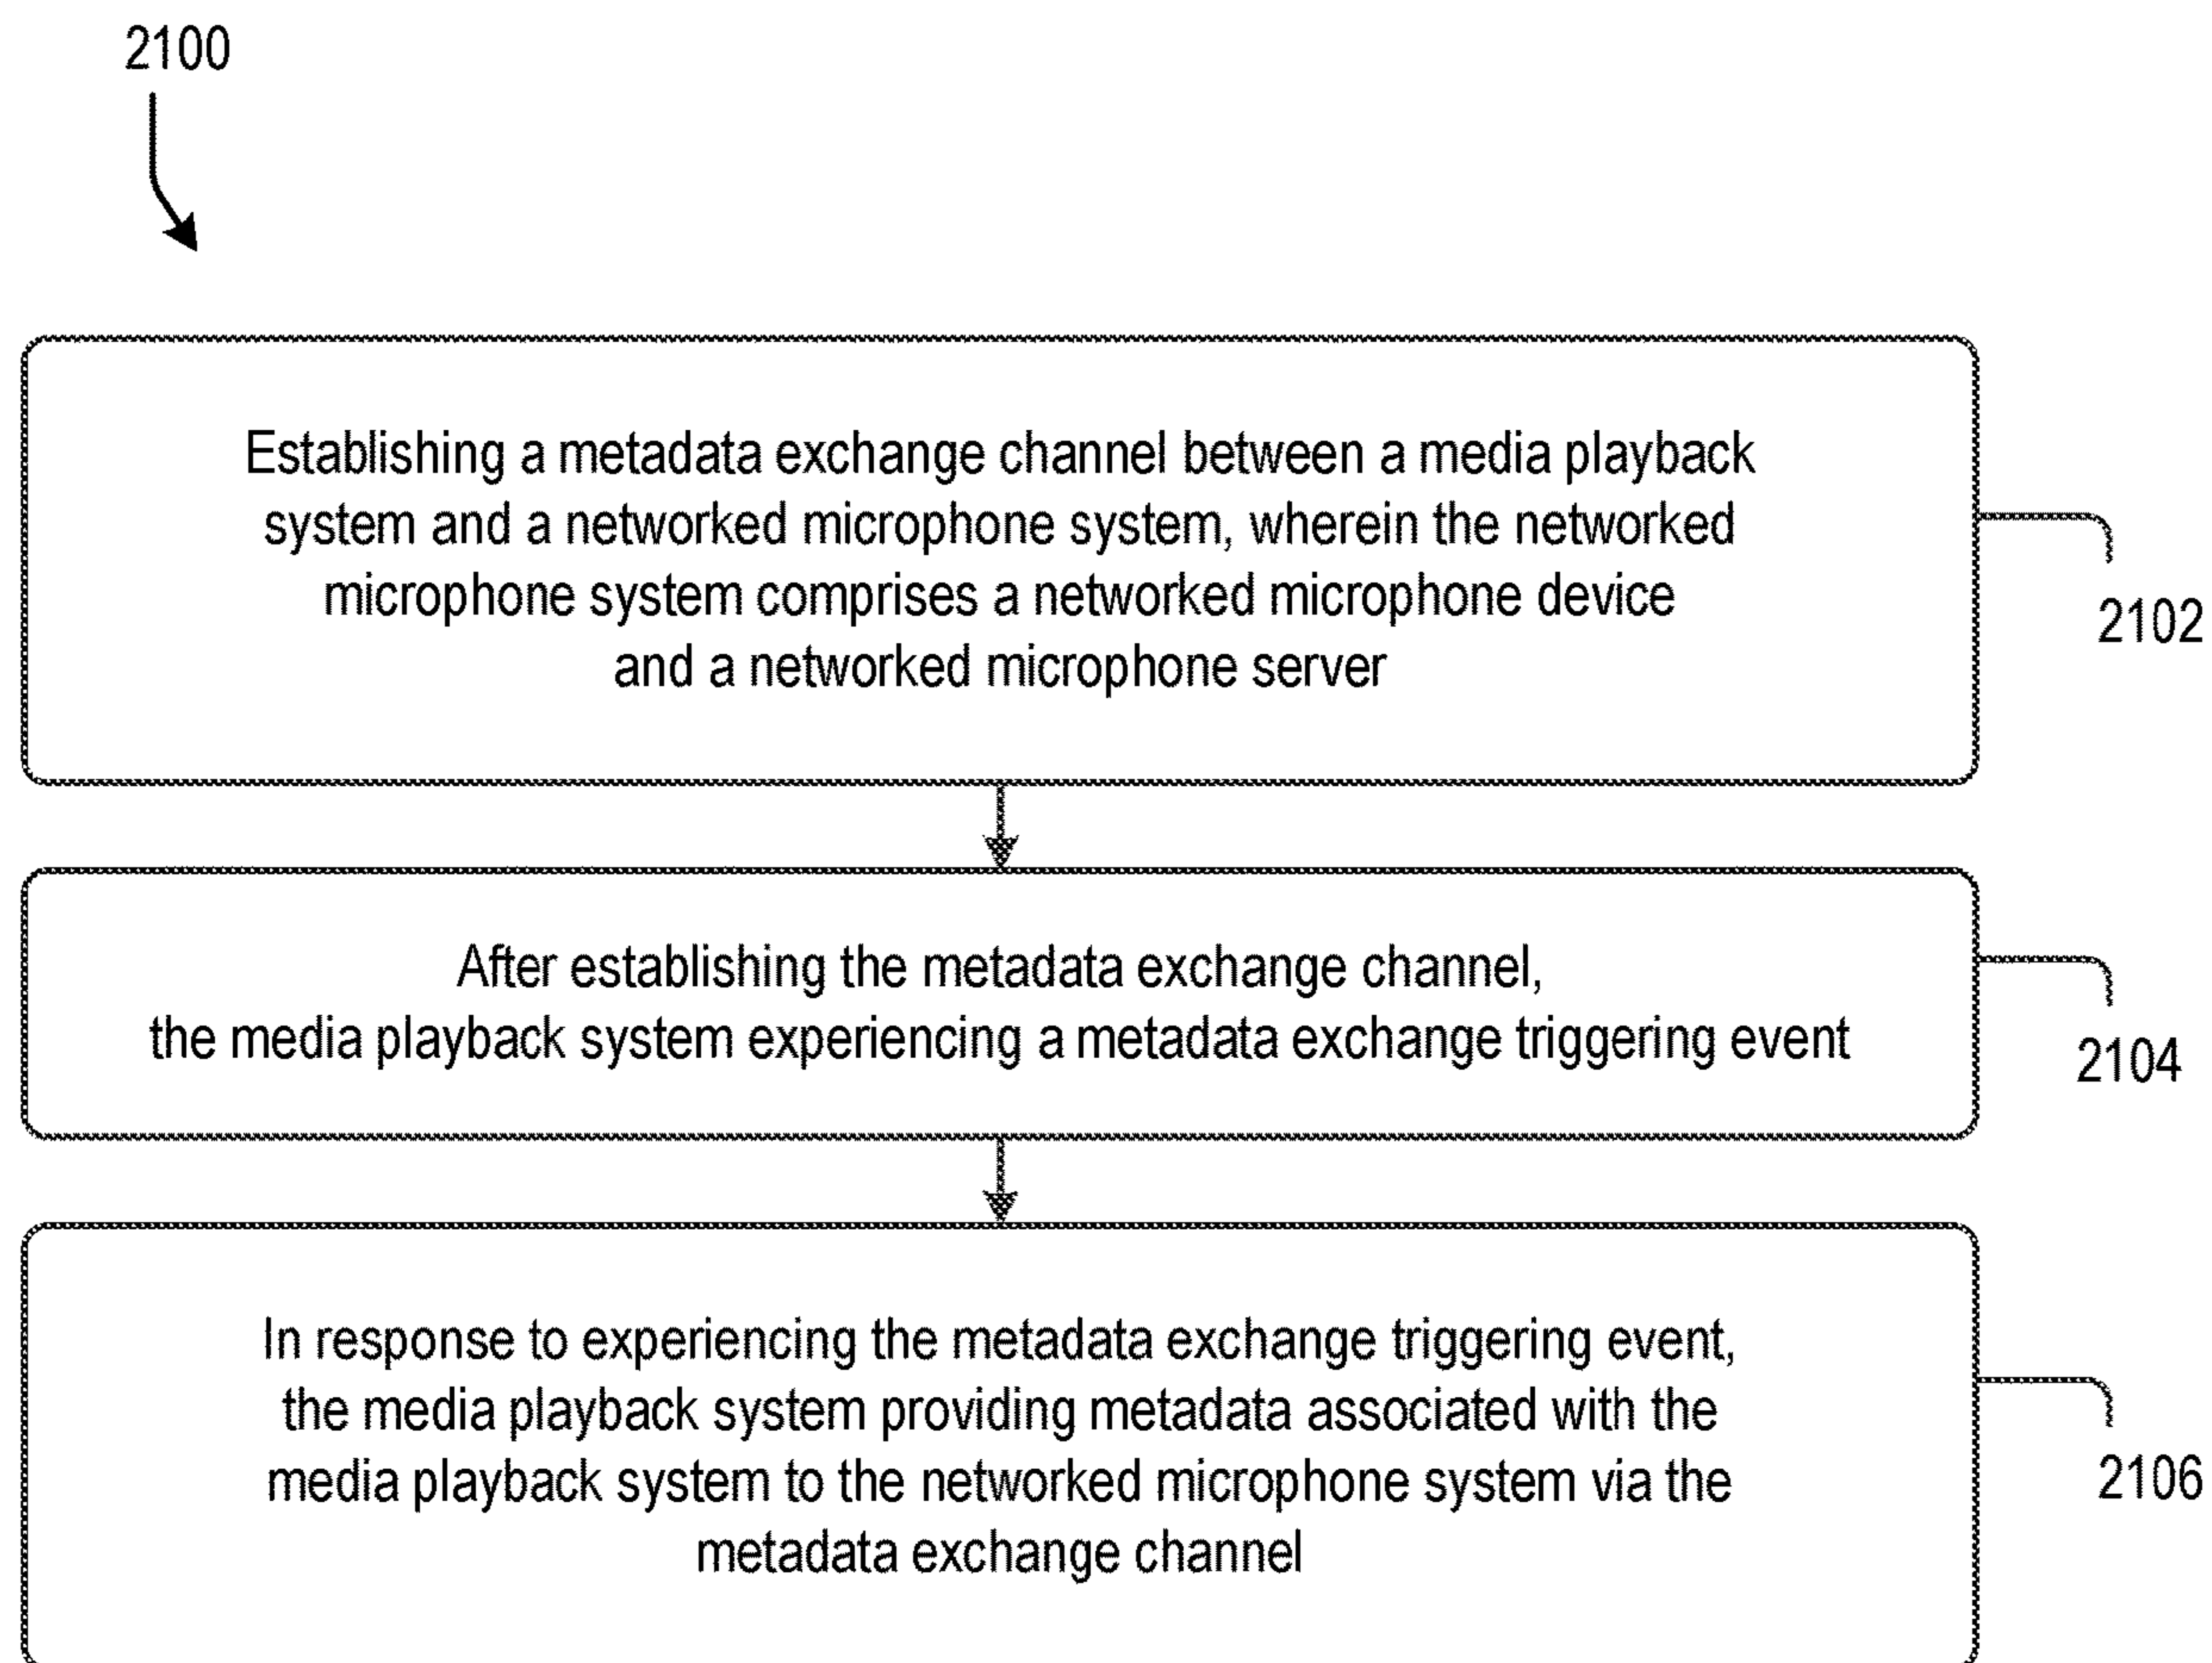 2100
Establishing a metadata exchange channel between a media playback
system and a networked microphone system, wherein the networked
microphone system comprises a networked microphone device
and a networked microphone server
2102
After establishing the metadata exchange channel,
the media playback system experiencing a metadata exchange triggering event
2104
In response to experiencing the metadata exchange triggering event,
the media playback system providing metadata associated with the
media playback system to the networked microphone system via the
metadata exchange channel
2106